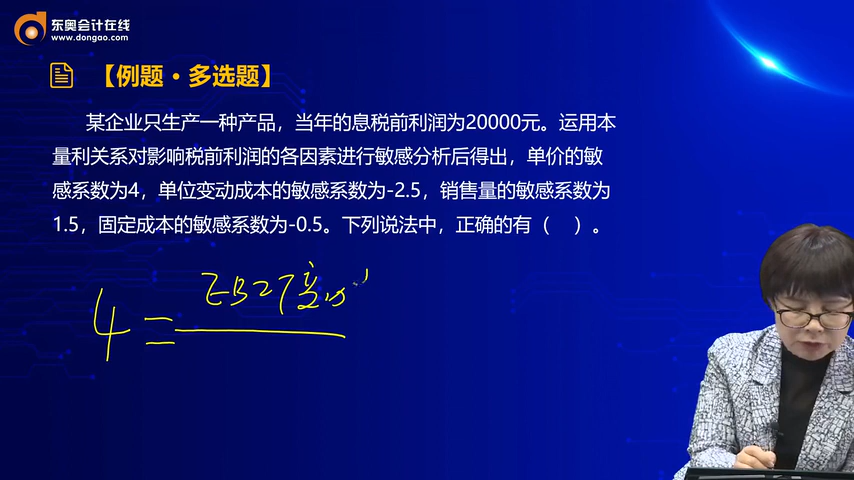 东奥会计在线
www.dongao.com
【例题·多选题】
某企业只生产一种产品，当年的息税前利润为20000元。运用本
量利关系对影响税前利润的各因素进行敏感分析后得出，单价的敏
感系数为4，单位变动成本的敏感系数为-2.5，销售量的敏感系数为
1.5，固定成本的敏感系数为-0.5。下列说法中，正确的有（　）。
EBIT变动
4=